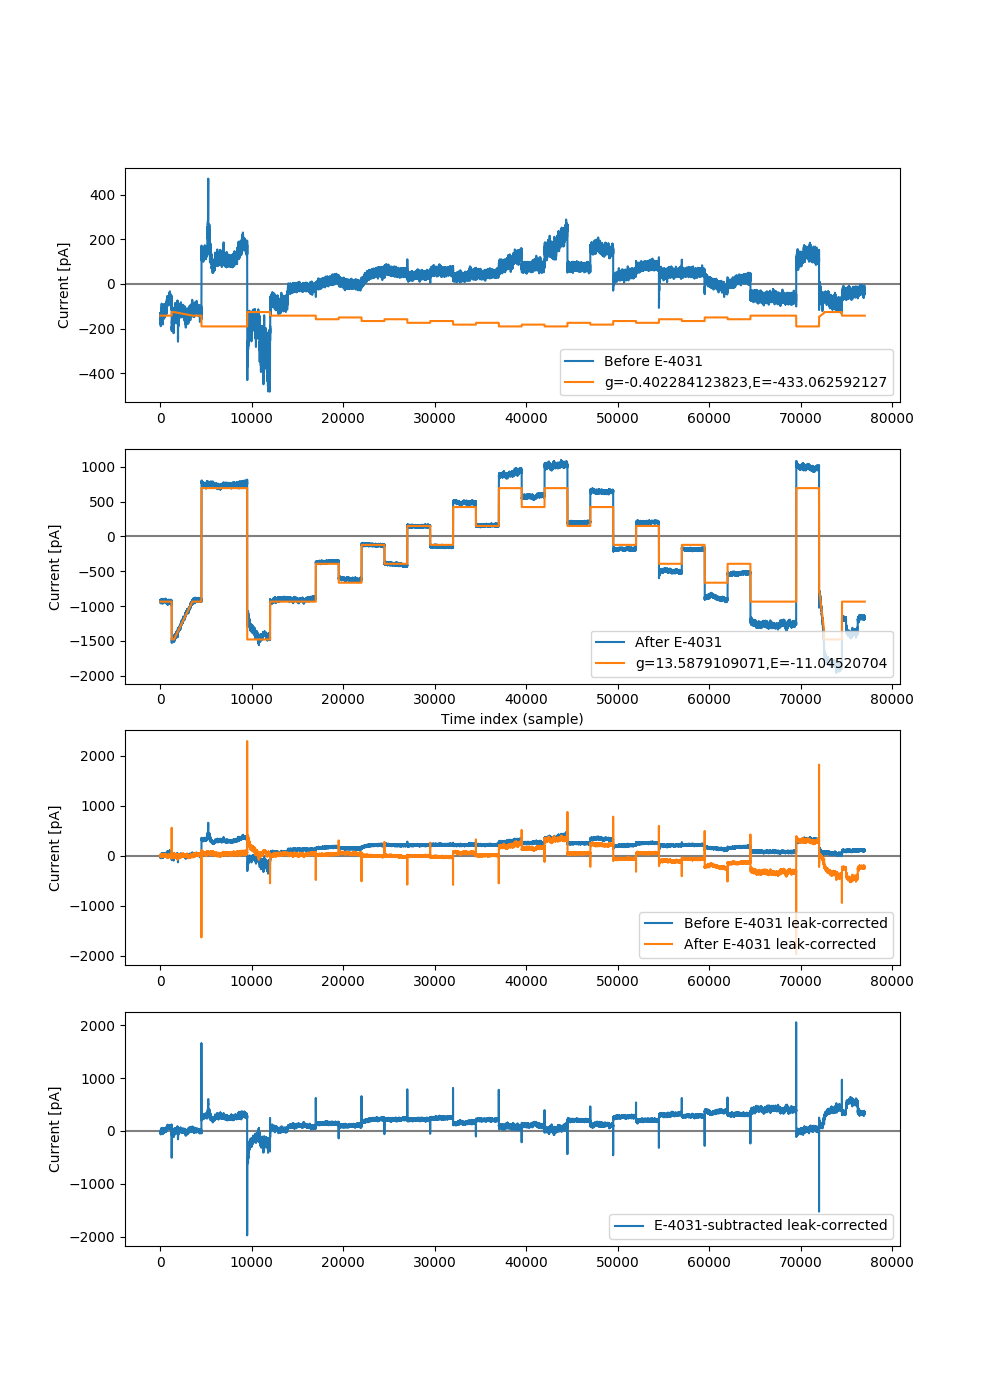 400
200
0
−200
−400
Current [pA]
Before E-4031
g=-0.402284123823,E=-433.062592127
0 10000 20000 30000 40000 50000 60000 70000 80000
1000
500
0
−500
−1000
−1500
−2000
Current [pA]
After E-4031
g=13.5879109071,E=-11.04520704
0 10000 20000 30000 40000 50000 60000 70000 80000
Time index (sample)
2000
1000
0
−1000
−2000
Current [pA]
Before E-4031 leak-corrected
After E-4031 leak-corrected
0 10000 20000 30000 40000 50000 60000 70000 80000
2000
1000
0
−1000
−2000
Current [pA]
E-4031-subtracted leak-corrected
0 10000 20000 30000 40000 50000 60000 70000 80000